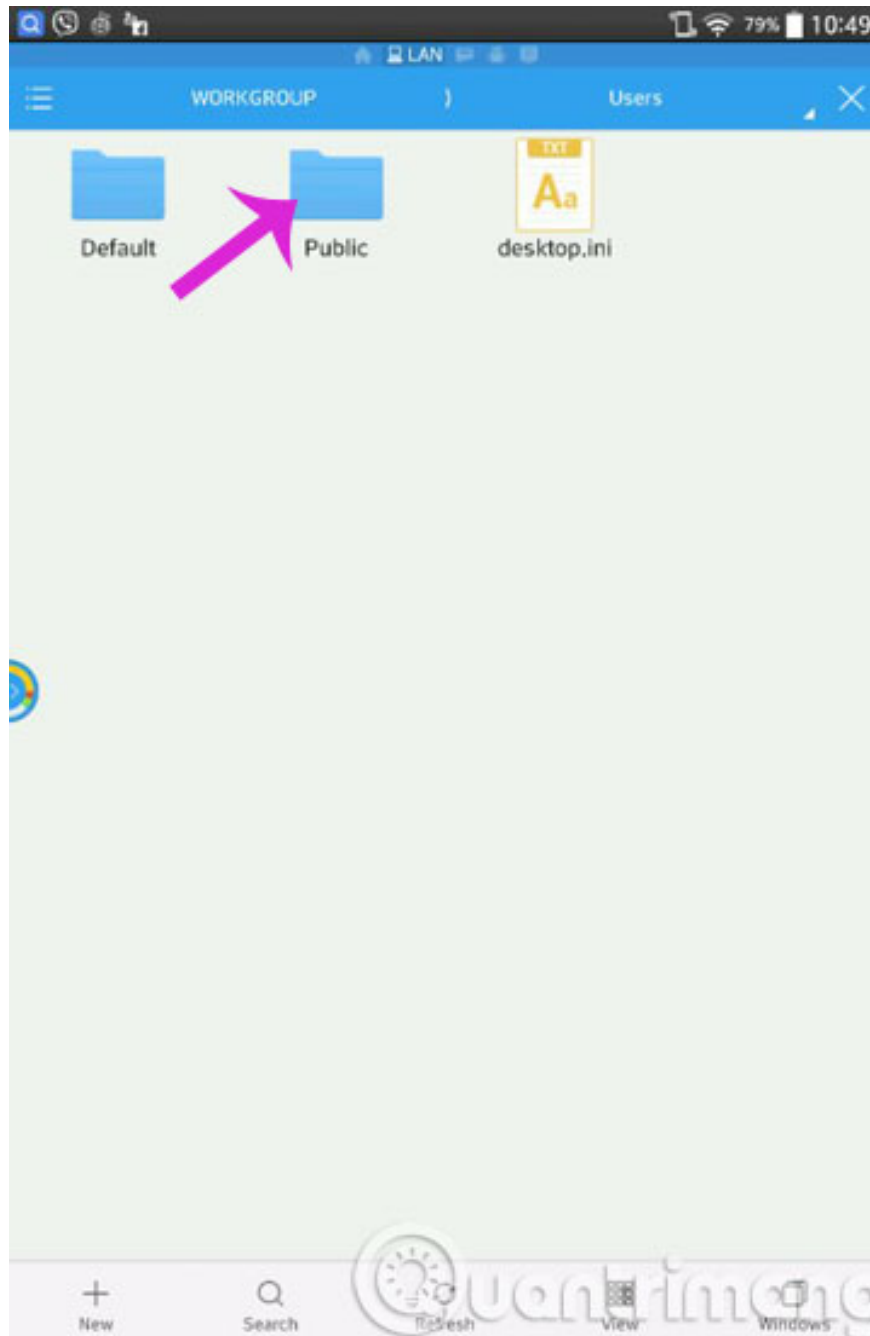 79% 10:49
LAN
WORKGROUP ) Users
TXT
Aa
Default Public desktop.ini
New Search Refresh View Windows
Quantrimang